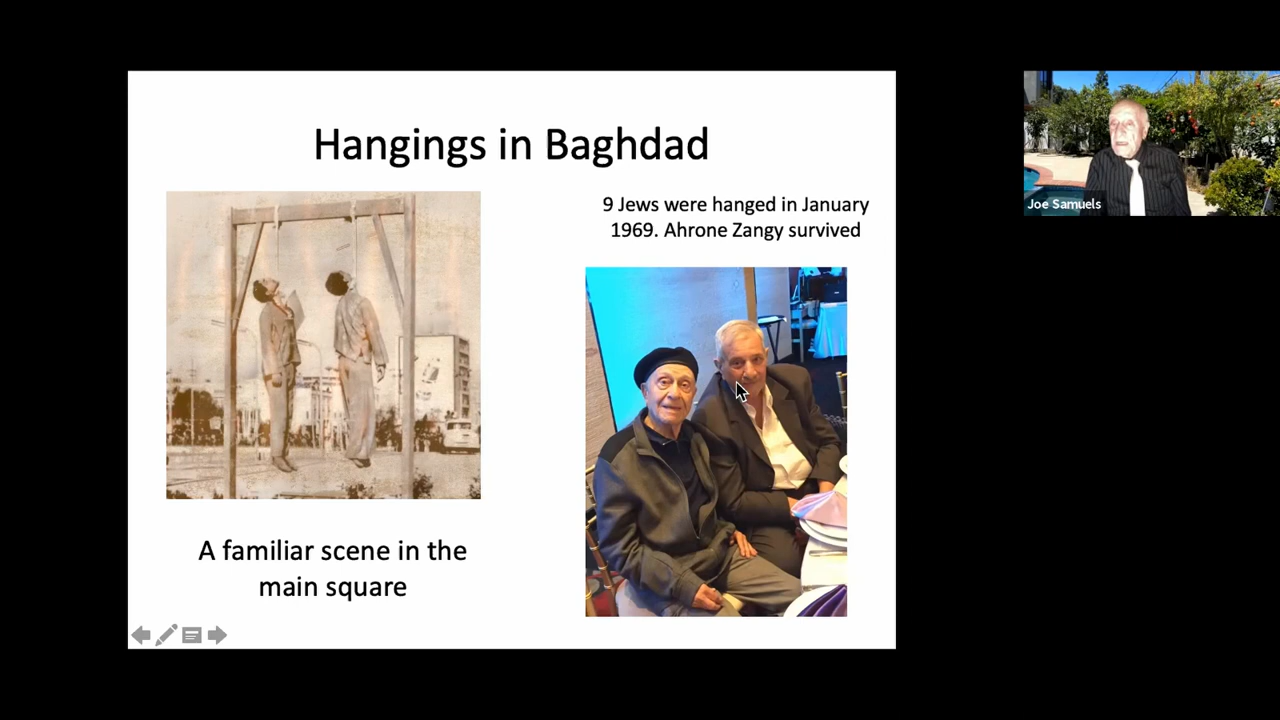 Hangings in Baghdad
9 Jews were hanged in January
1969. Ahrone Zangy survived
A familiar scene in the
main square
Joe Samuels